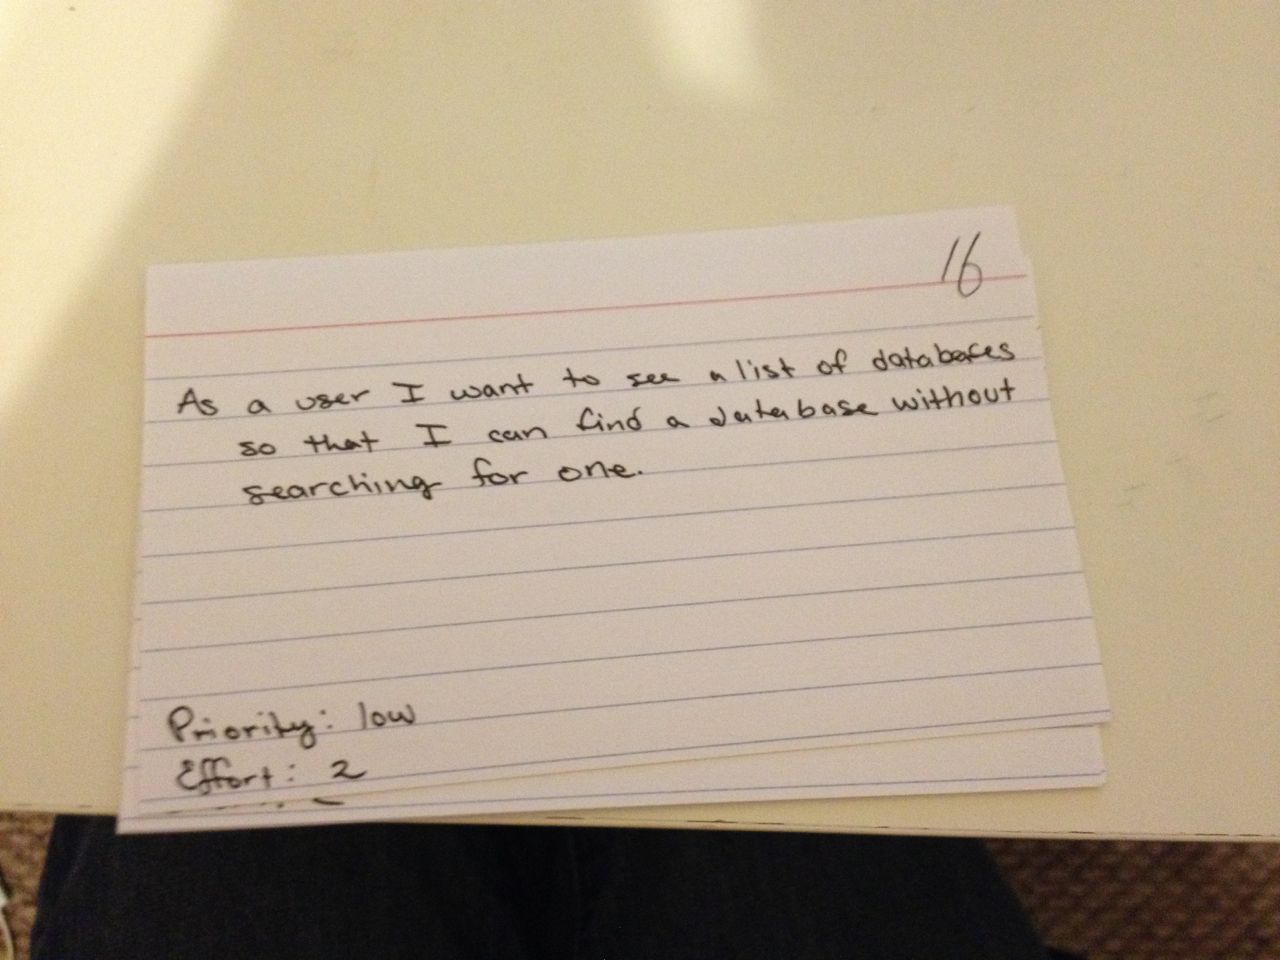 16
As a user I want to see a list of databases
so that I can find a database without
searching for one.
Priority: low
Effort: 2